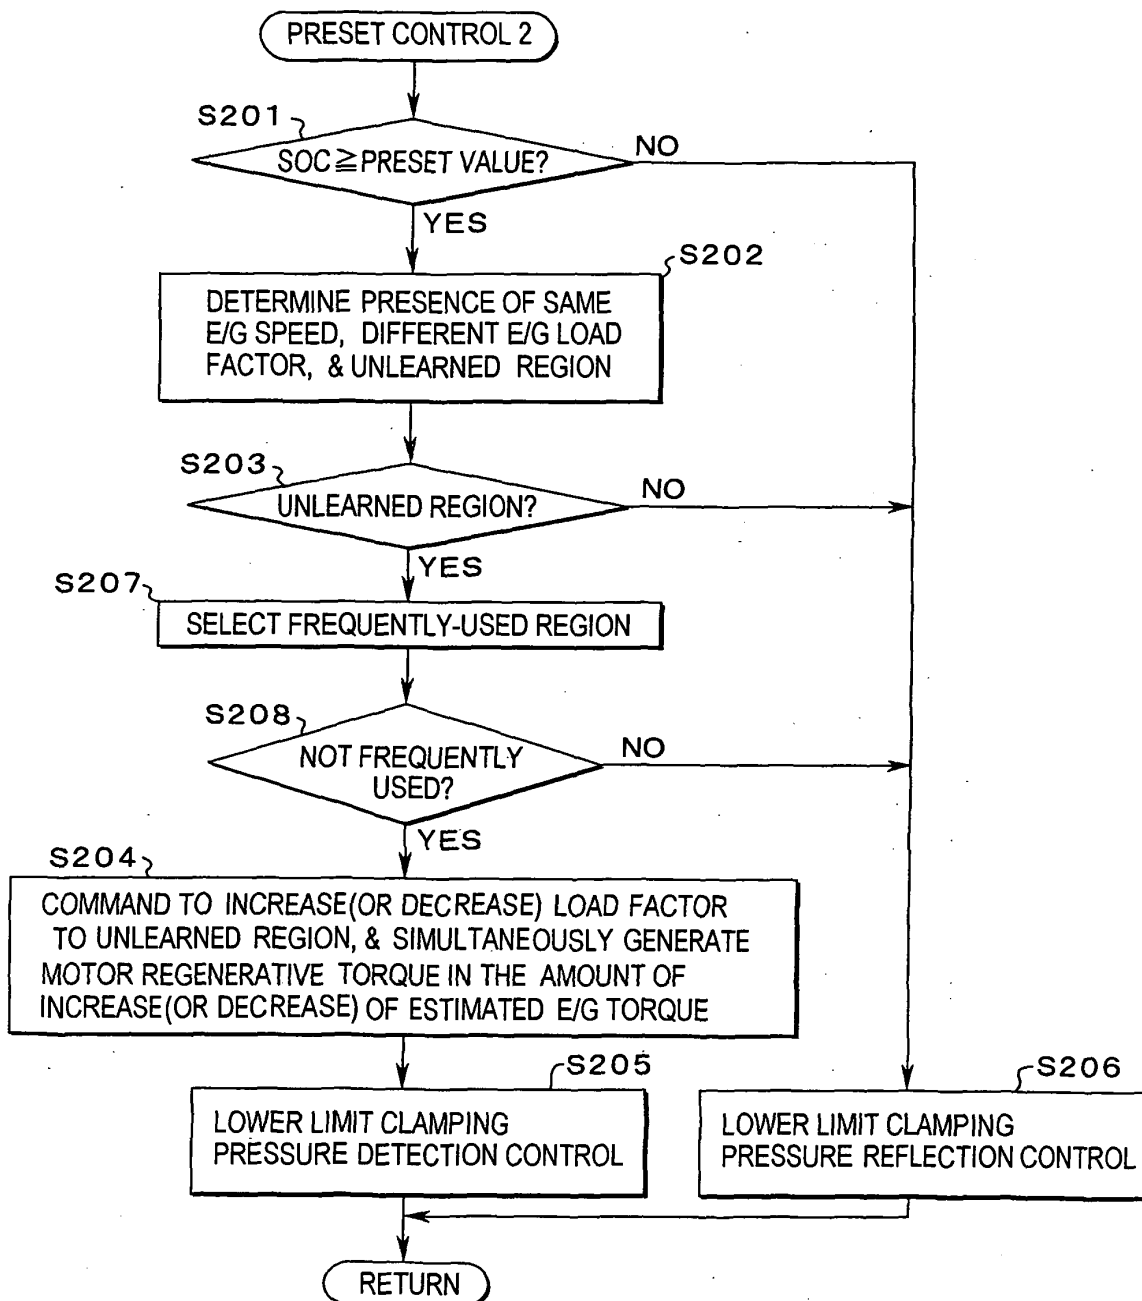 PRESET CONTROL 2
S201
SOC≧PRESET VALUE?
NO
YES
S202
DETERMINE PRESENCE OF SAME
E/G SPEED, DIFFERENT E/G LOAD
FACTOR, & UNLEARNED REGION
S203
UNLEARNED REGION?
NO
YES
S207
SELECT FREQUENTLY-USED REGION
S208
NOT FREQUENTLY
USED?
NO
YES
S204
COMMAND TO INCREASE(OR DECREASE) LOAD FACTOR
TO UNLEARNED REGION, & SIMULTANEOUSLY GENERATE
MOTOR REGENERATIVE TORQUE IN THE AMOUNT OF
INCREASE(OR DECREASE) OF ESTIMATED E/G TORQUE
S205
LOWER LIMIT CLAMPING
PRESSURE DETECTION CONTROL
S206
LOWER LIMIT CLAMPING
PRESSURE REFLECTION CONTROL
RETURN